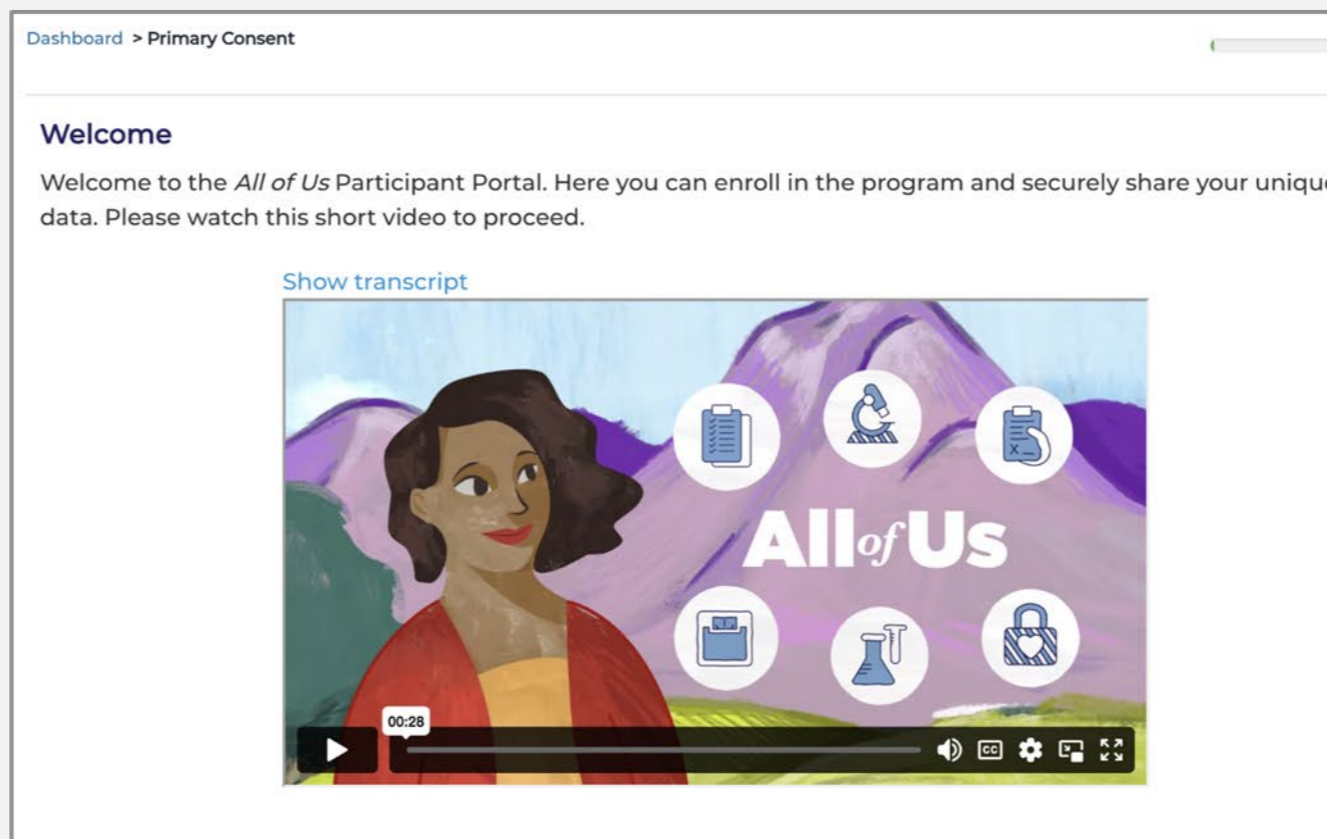 Dashboard > Primary Consent
Welcome
Welcome to the All of Us Participant Portal. Here you can enroll in the program and securely share your unique
data. Please watch this short video to proceed.
Show transcript
All of Us
00:28
CC